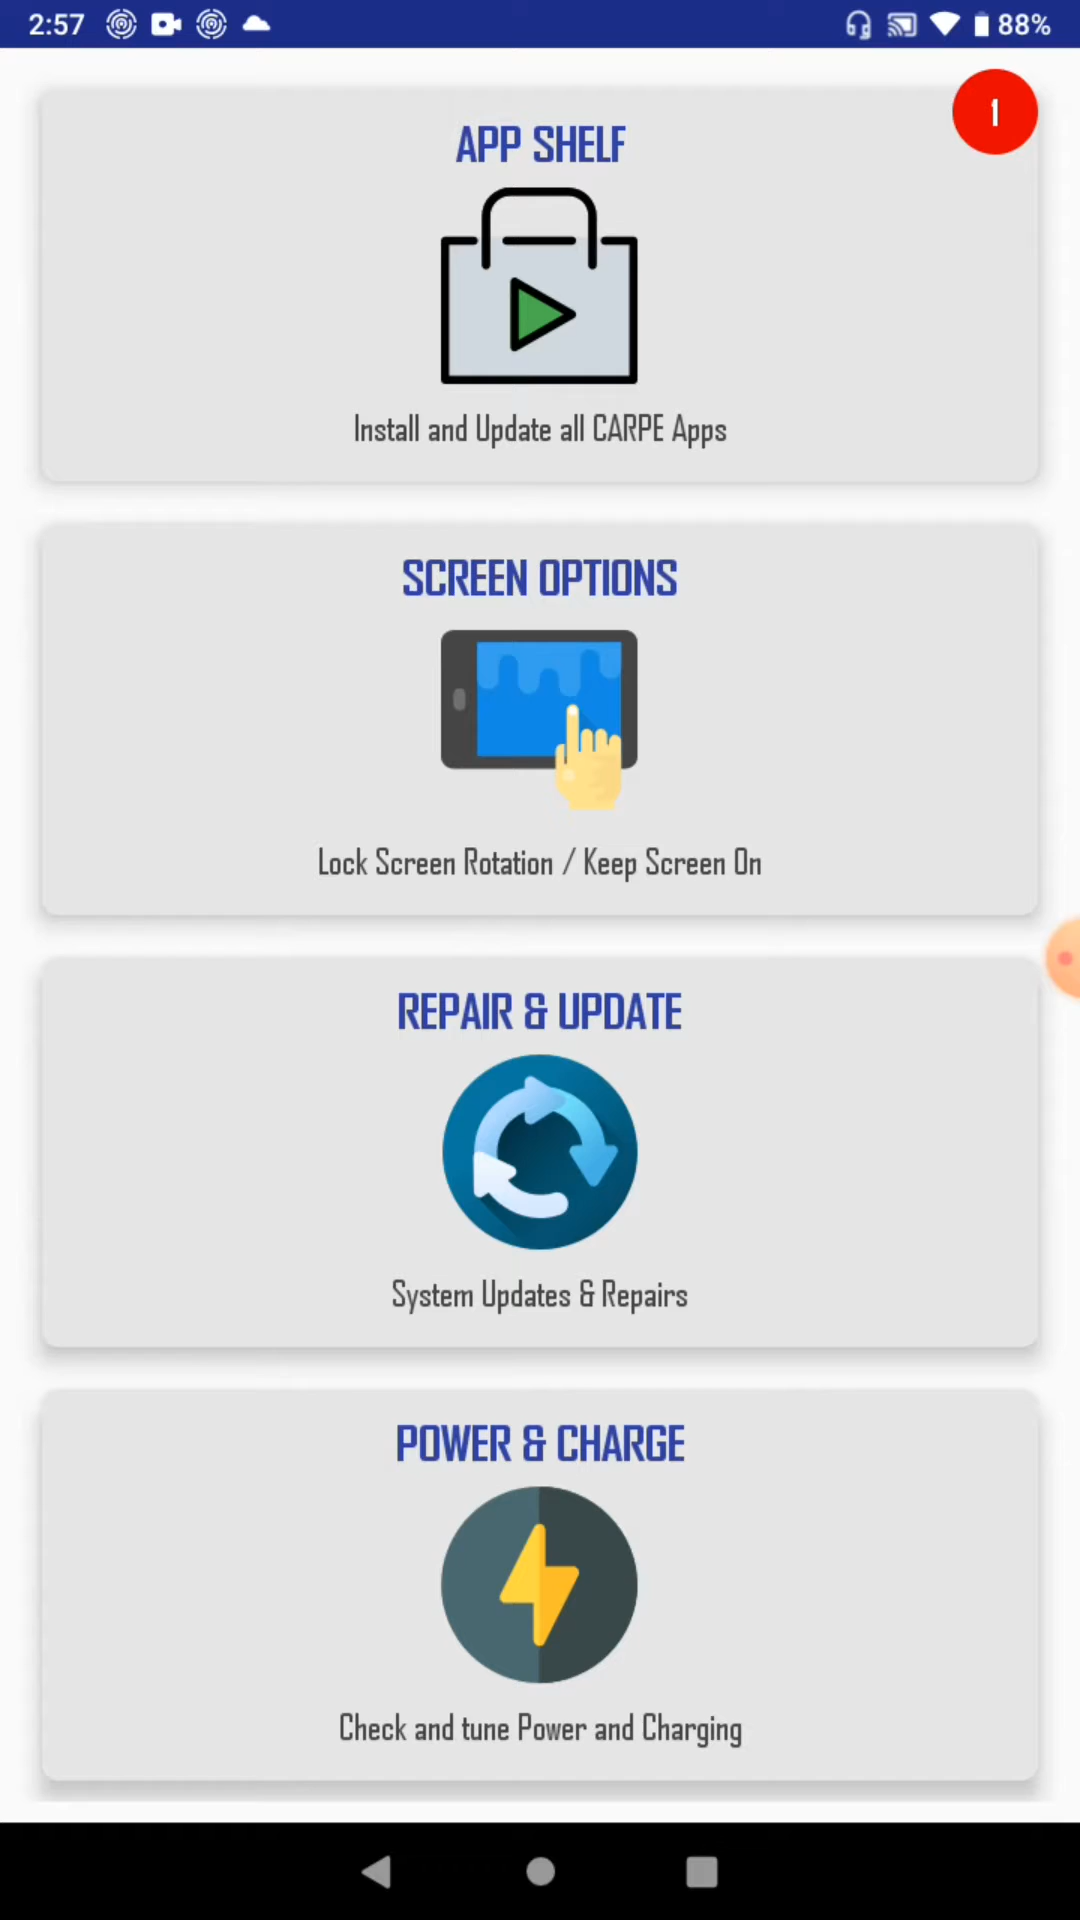 2:57
88%
1
APP SHELF
Install and Update all CARPE Apps
SCREEN OPTIONS
Lock Screen Rotation / Keep Screen On
REPAIR & UPDATE
System Updates & Repairs
POWER & CHARGE
Check and tune Power and Charging